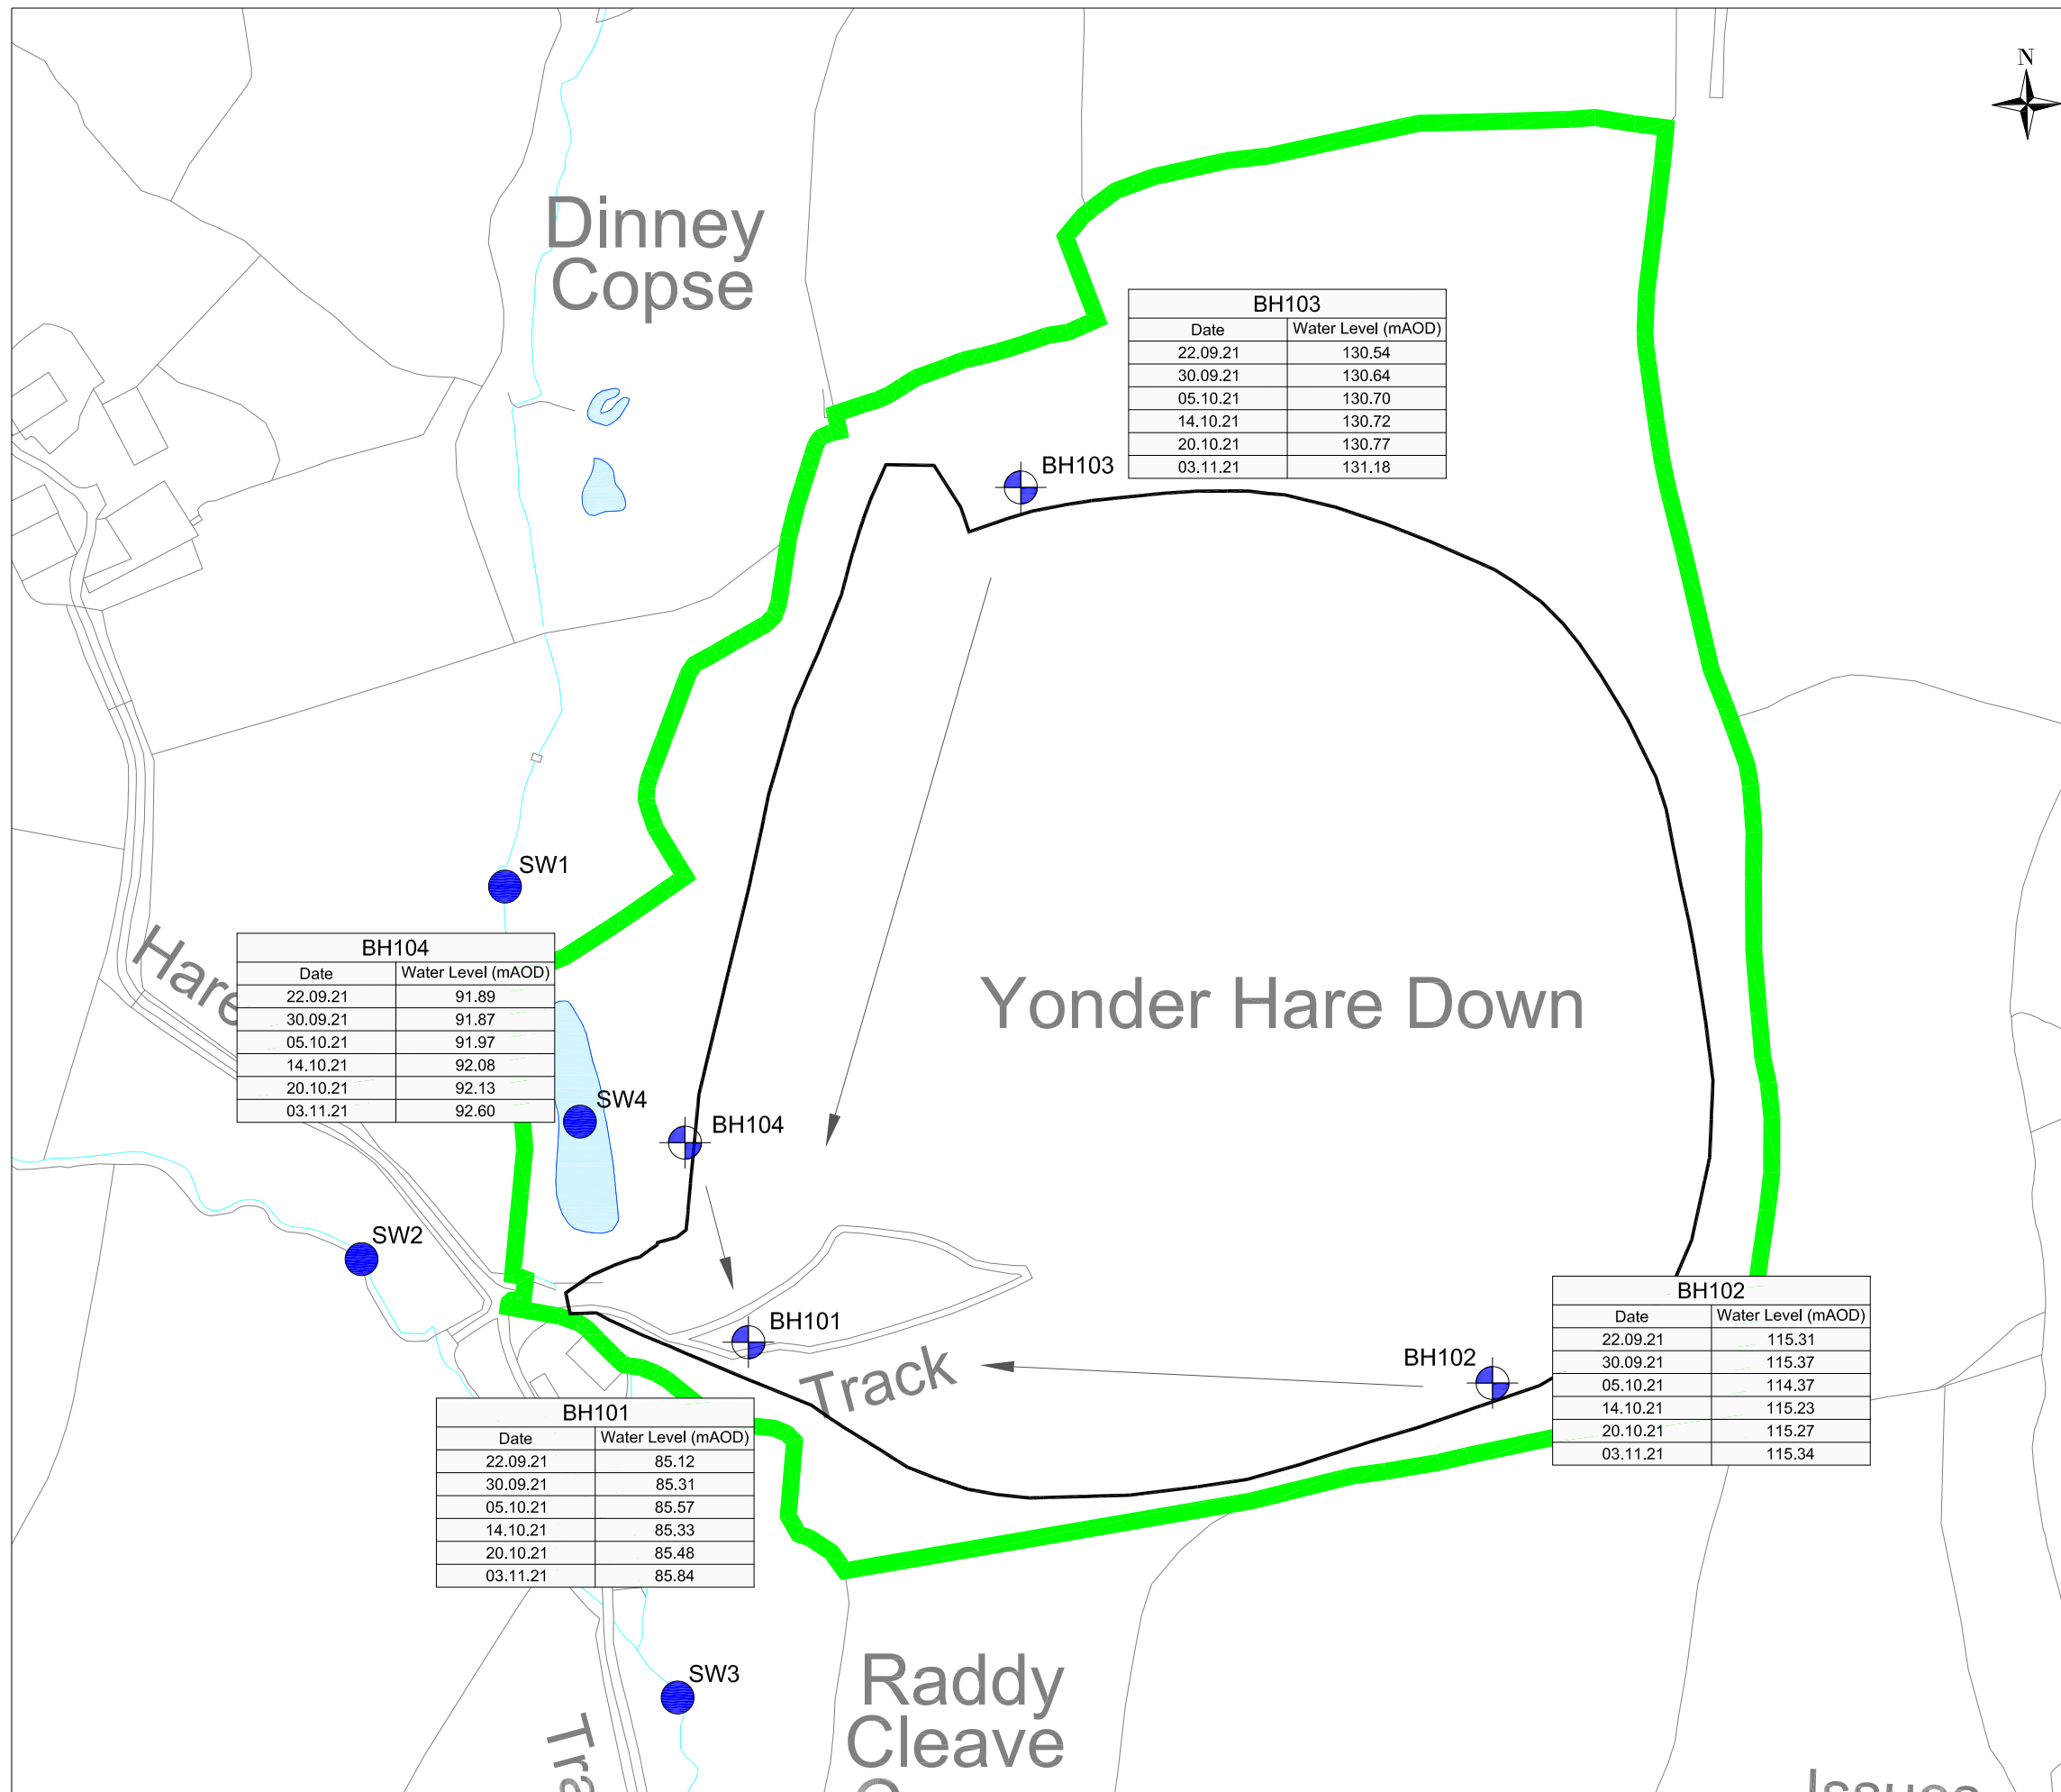 N
Dinney
Copse
BH103
Date Water Level (mAOD)
22.09.21 130.54
30.09.21 130.64
05.10.21 130.70
14.10.21 130.72
20.10.21 130.77
03.11.21 131.18
BH103
SW1
Hare
BH104
Date Water Level (mAOD)
22.09.21 91.89
30.09.21 91.87
05.10.21 91.97
14.10.21 92.08
20.10.21 92.13
03.11.21 92.60
Yonder Hare Down
SW4
BH104
SW2
BH101
Track
BH102
BH102
Date Water Level (mAOD)
22.09.21 115.31
30.09.21 115.37
05.10.21 114.37
14.10.21 115.23
20.10.21 115.27
03.11.21 115.34
BH101
Date Water Level (mAOD)
22.09.21 85.12
30.09.21 85.31
05.10.21 85.57
14.10.21 85.33
20.10.21 85.48
03.11.21 85.84
SW3
Raddy
Cleave
Tra
Issues